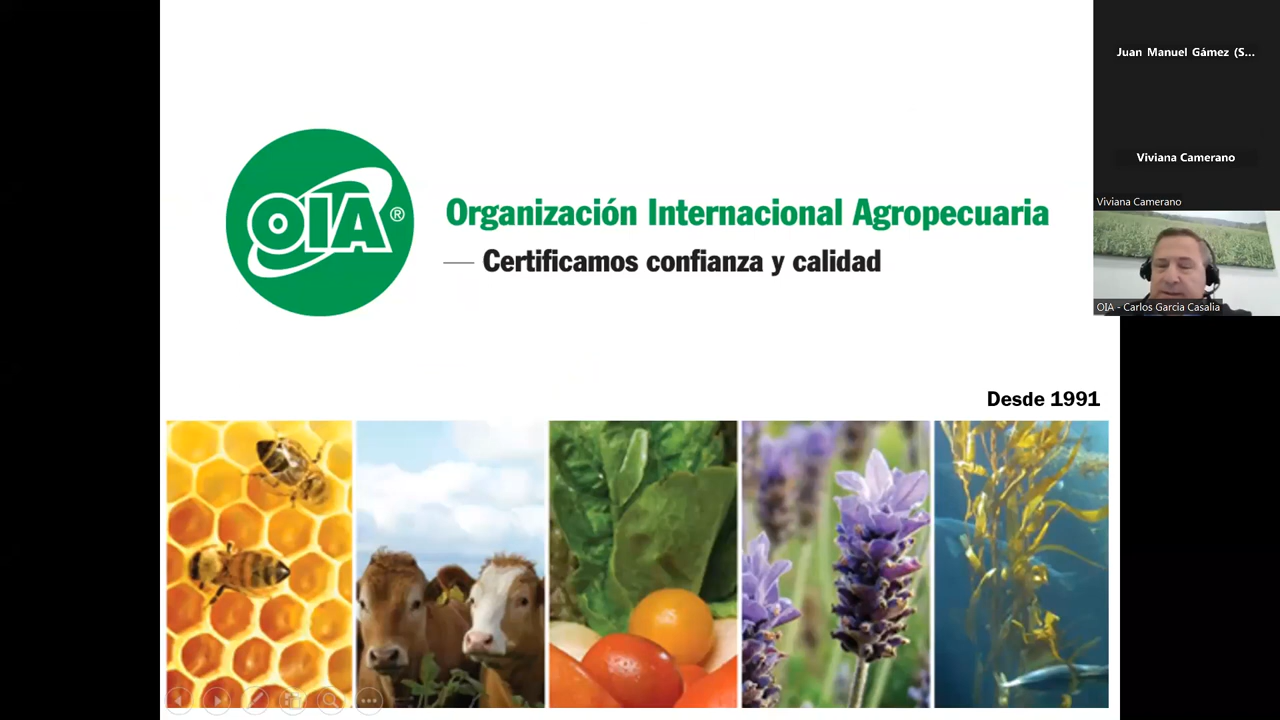 OIA®
Organización Internacional Agropecuaria
Certificamos confianza y calidad
Desde 1991
Juan Manuel Gámez (S...
Viviana Camerano
Viviana Camerano
OIA - Carlos Garcia Casalia